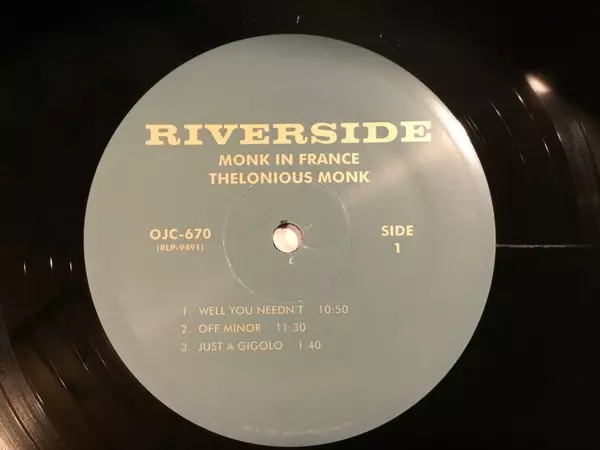 RIVERSIDE
MONK IN FRANCE
THELONIOUS MONK
OJC-670
(RLP-9491)
SIDE
1
1. WELL YOU NEEDN'T 10:50
2. OFF MINOR 11:30
3. JUST A GIGOLO 1:40